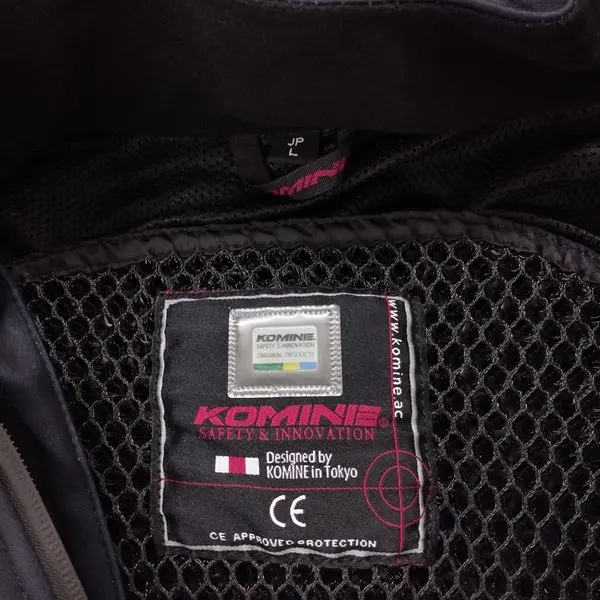 JP
L
OMINE
KOMINE
SAFETY & INNOVATION
ORIGINAL PRODUCTS
www.komine.ac
KOMINE®
SAFETY & INNOVATION
Designed by
KOMINE in Tokyo
CE
CE APPROVED PROTECTION